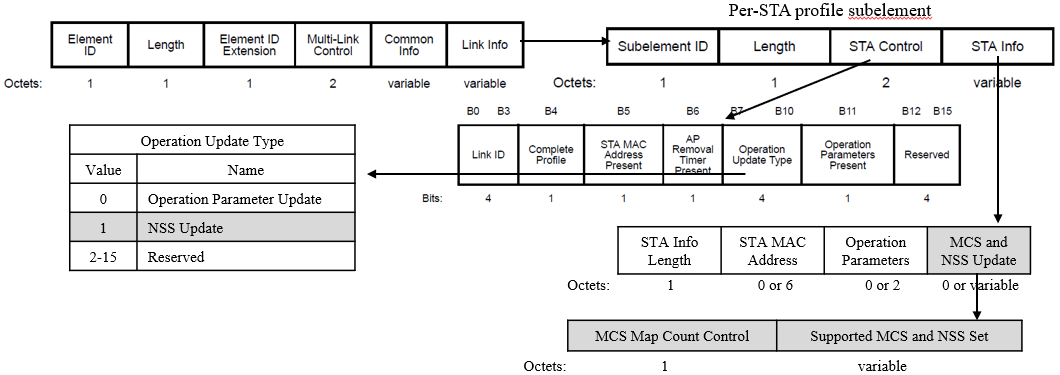 Per-STA profile subelement
Element ID
Length
Element ID Extension
Multi-Link Control
Common Info
Link Info
Octets: 1 1 1 2 variable variable
Subelement ID
Length
STA Control
STA Info
Octets: 1 1 2 variable
B0 B3 B4 B5 B6 B7 B10 B11 B12 B15
Link ID
Complete Profile
STA MAC Address Present
AP Removal Timer Present
Operation Update Type
Operation Parameters Present
Reserved
Bits: 4 1 1 1 4 1 4
Operation Update Type
Value Name
0 Operation Parameter Update
1 NSS Update
2-15 Reserved
STA Info Length
STA MAC Address
Operation Parameters
MCS and NSS Update
Octets: 1 0 or 6 0 or 2 0 or variable
MCS Map Count Control
Supported MCS and NSS Set
Octets: 1 variable